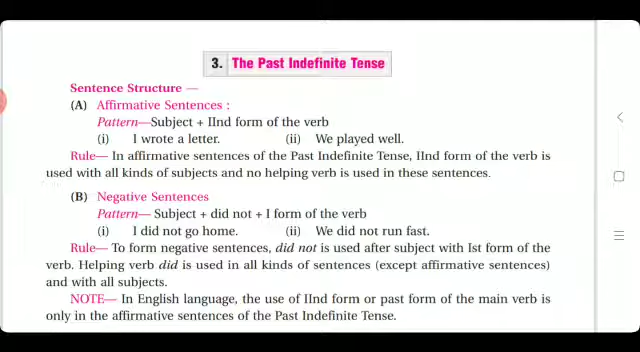 3. The Past Indefinite Tense
Sentence Structure —
(A) Affirmative Sentences :
Pattern—Subject + IInd form of the verb
(i) I wrote a letter. (ii) We played well.
Rule— In affirmative sentences of the Past Indefinite Tense, IInd form of the verb is
used with all kinds of subjects and no helping verb is used in these sentences.
(B) Negative Sentences
Pattern— Subject + did not + I form of the verb
(i) I did not go home. (ii) We did not run fast.
Rule— To form negative sentences, did not is used after subject with Ist form of the
verb. Helping verb did is used in all kinds of sentences (except affirmative sentences)
and with all subjects.
NOTE— In English language, the use of IInd form or past form of the main verb is
only in the affirmative sentences of the Past Indefinite Tense.